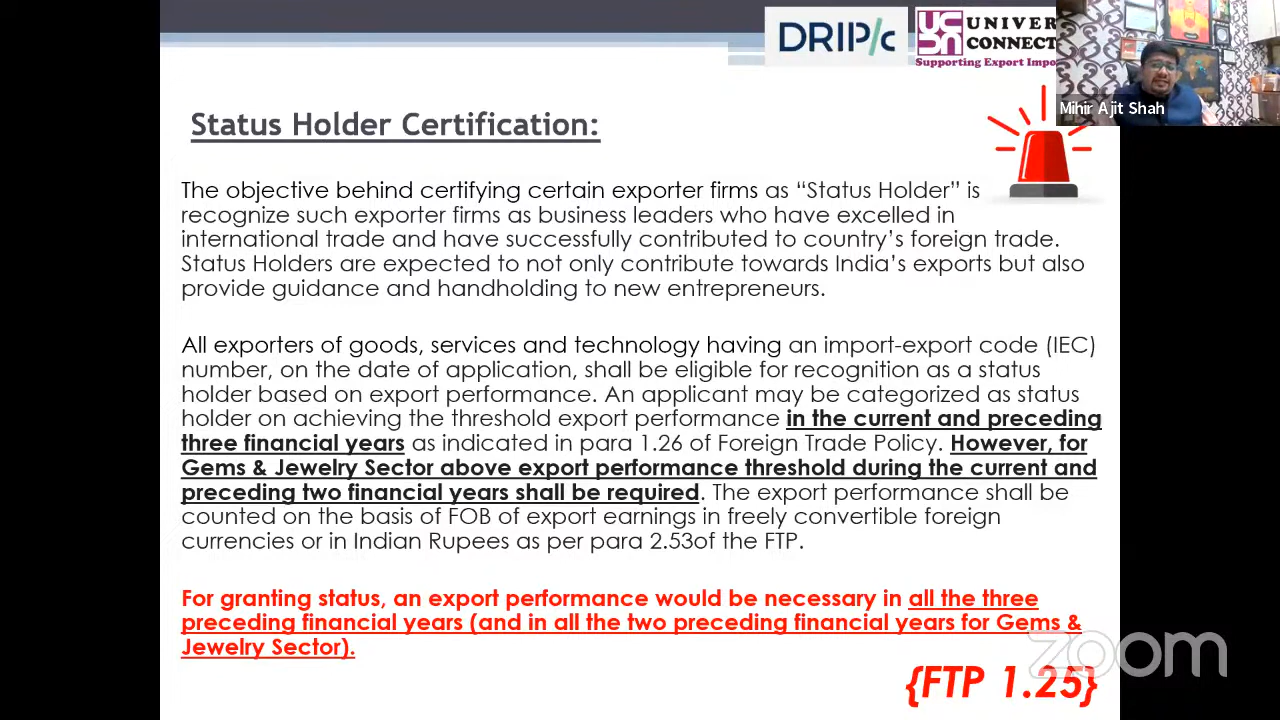 DRIP/c
UNIVER
CONNECT
Supporting Export Impo
Mihir Ajit Shah
Status Holder Certification:
The objective behind certifying certain exporter firms as “Status Holder” is
recognize such exporter firms as business leaders who have excelled in
international trade and have successfully contributed to country’s foreign trade.
Status Holders are expected to not only contribute towards India’s exports but also
provide guidance and handholding to new entrepreneurs.
All exporters of goods, services and technology having an import-export code (IEC)
number, on the date of application, shall be eligible for recognition as a status
holder based on export performance. An applicant may be categorized as status
holder on achieving the threshold export performance in the current and preceding
three financial years as indicated in para 1.26 of Foreign Trade Policy. However, for
Gems & Jewelry Sector above export performance threshold during the current and
preceding two financial years shall be required. The export performance shall be
counted on the basis of FOB of export earnings in freely convertible foreign
currencies or in Indian Rupees as per para 2.53of the FTP.
For granting status, an export performance would be necessary in all the three
preceding financial years (and in all the two preceding financial years for Gems &
Jewelry Sector).
zoom
{FTP 1.25}